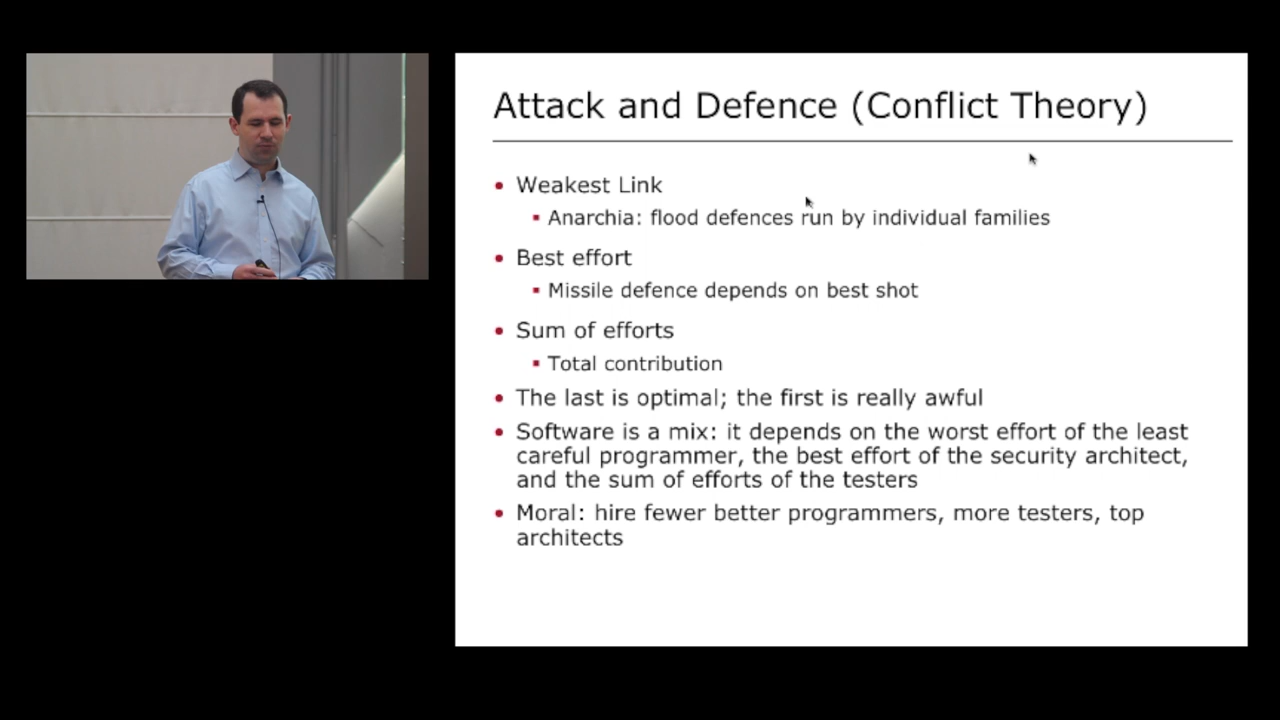 Attack and Defence (Conflict Theory)
Weakest Link
Anarchia: flood defences run by individual families
Best effort
Missile defence depends on best shot
Sum of efforts
Total contribution
The last is optimal; the first is really awful
Software is a mix: it depends on the worst effort of the least
careful programmer, the best effort of the security architect,
and the sum of efforts of the testers
Moral: hire fewer better programmers, more testers, top
architects